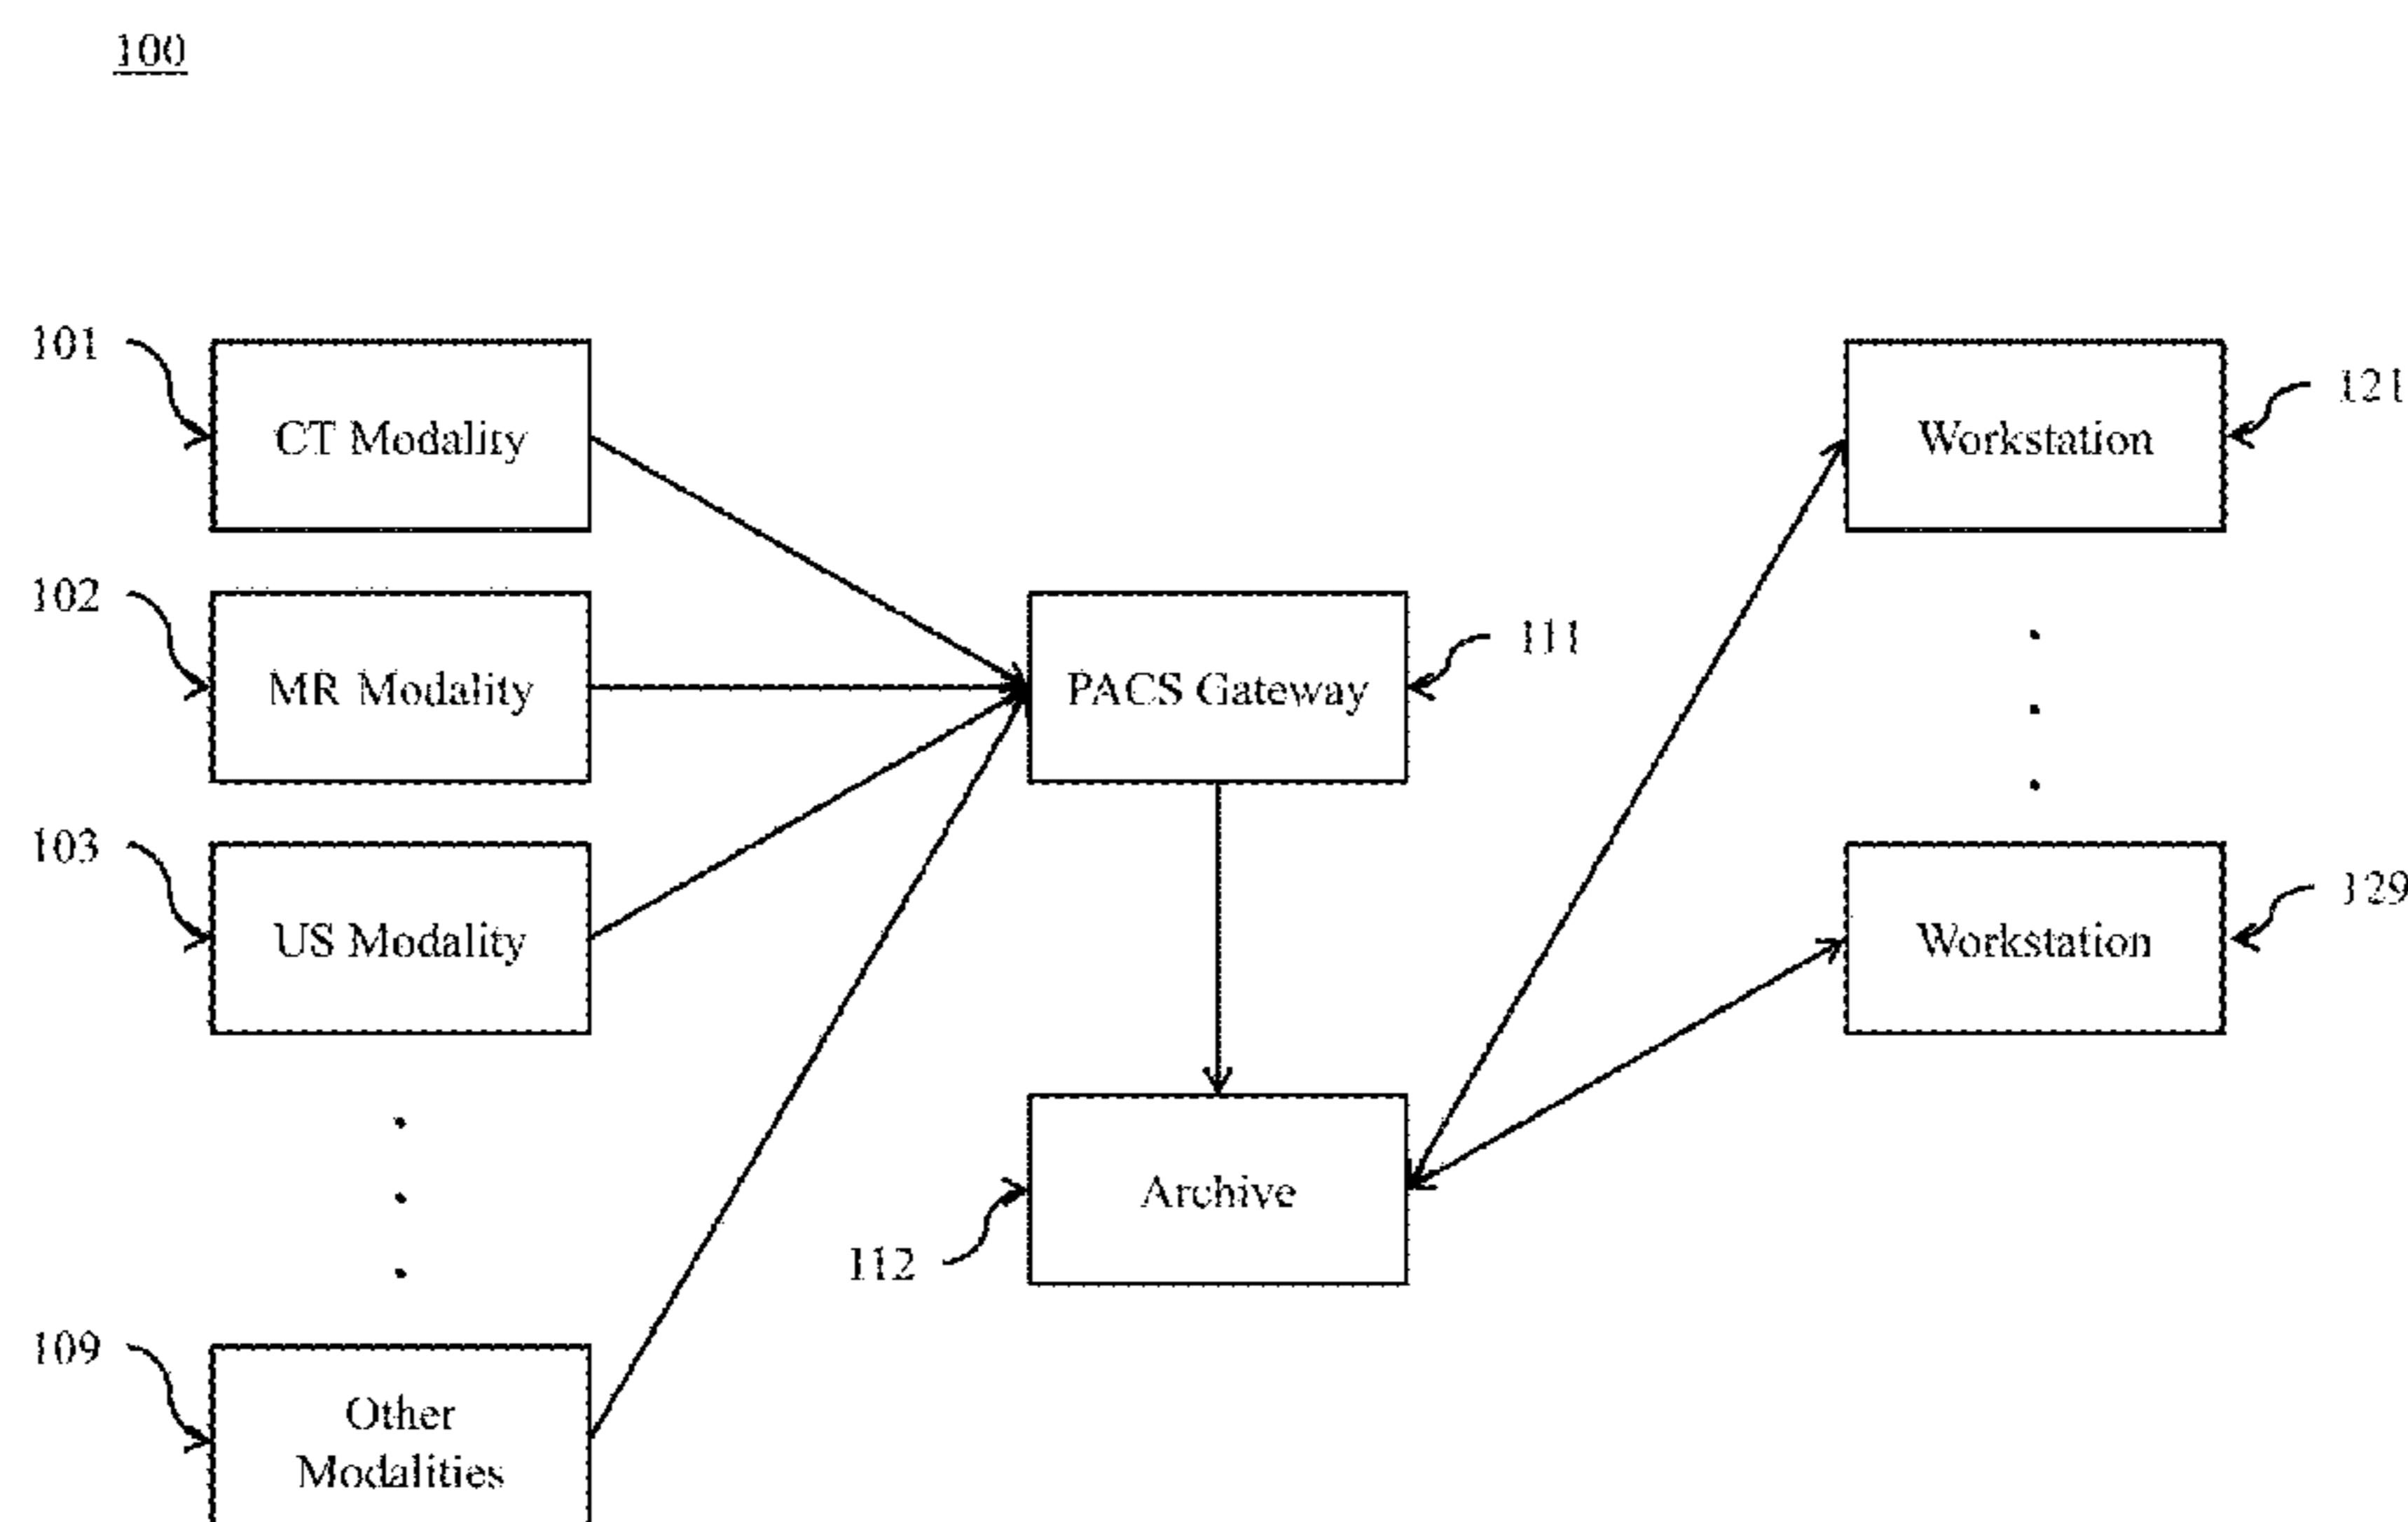 100
101
CT Modality
Workstation
121
102
MR Modality
PACS Gateway
111
103
US Modality
Workstation
129
Archive
112
109
Other
Modalities